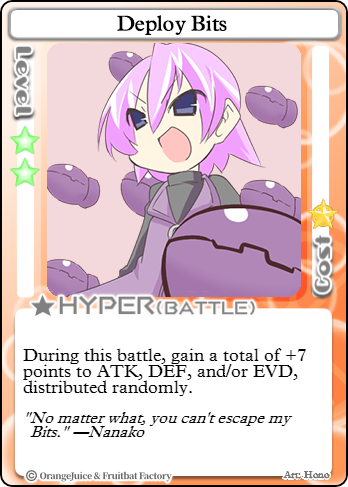 Deploy Bits
Level
Cost
HYPER(BATTLE)
During this battle, gain a total of +7
points to ATK, DEF, and/or EVD,
distributed randomly.
"No matter what, you can't escape my
Bits." —Nanako
© OrangeJuice & Fruitbat Factory
Art: Hono